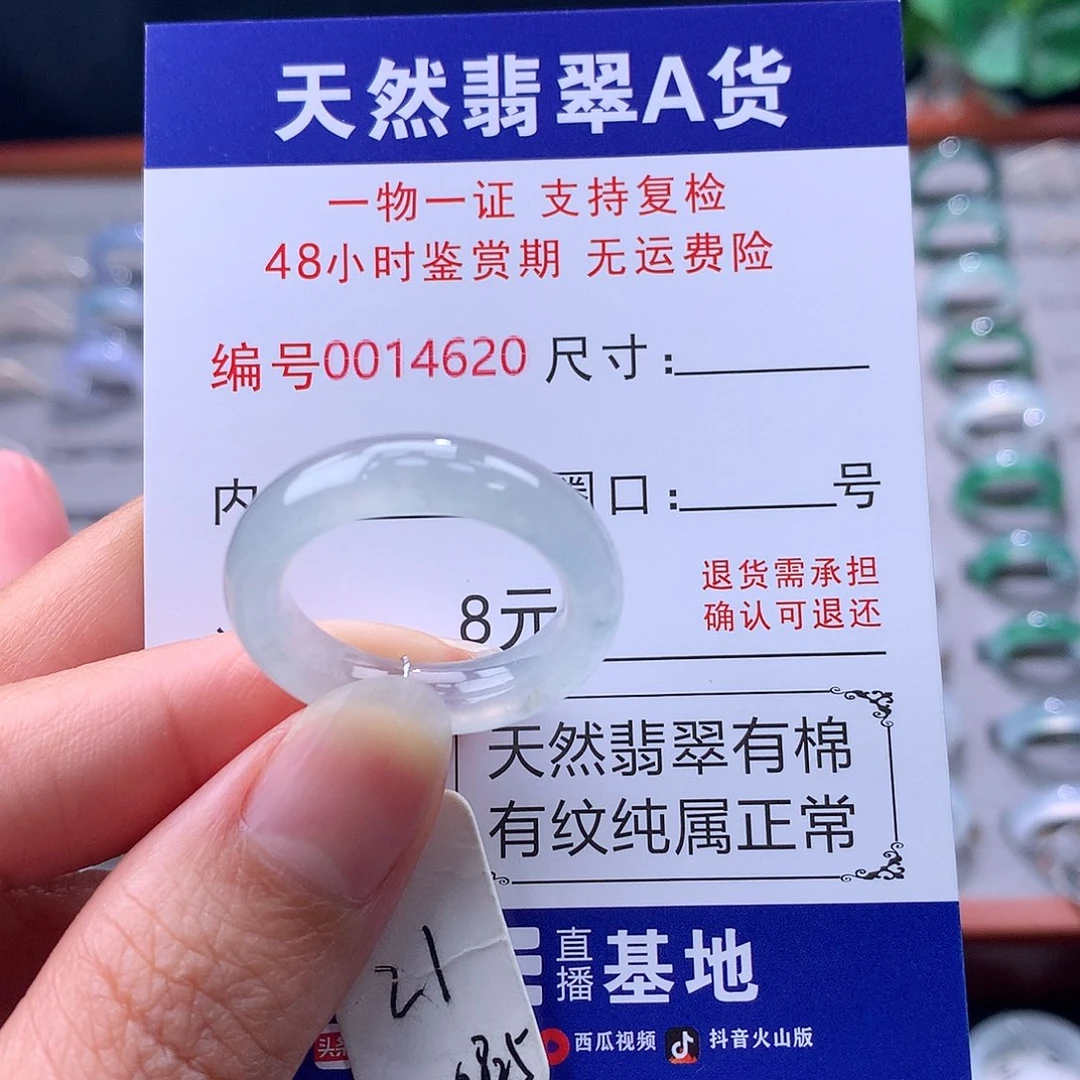 天然翡翠A货
一物一证 支持复检
48小时鉴赏期 无运费险
编号0014620 尺寸:
内
圈口: 号
8元
退货需承担
确认可退还
天然翡翠有棉
有纹纯属正常
直播基地
头条
西瓜视频 抖音火山版
21